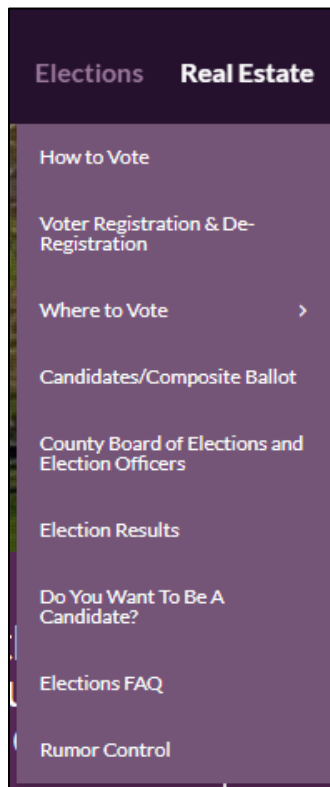 Elections Real Estate
How to Vote
Voter Registration & De-
Registration
Where to Vote >
Candidates/Composite Ballot
County Board of Elections and
Election Officers
Election Results
Do You Want To Be A
Candidate?
Elections FAQ
Rumor Control